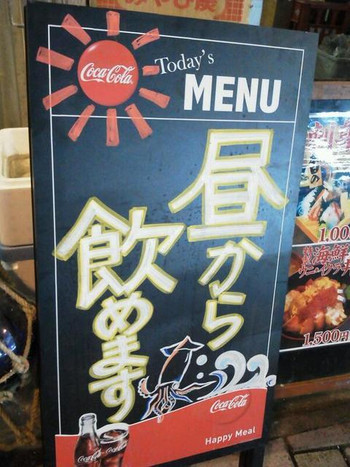 Coca-Cola
Today's
MENU
昼から
飲めます
Coca-Cola
Happy Meal
1,500円